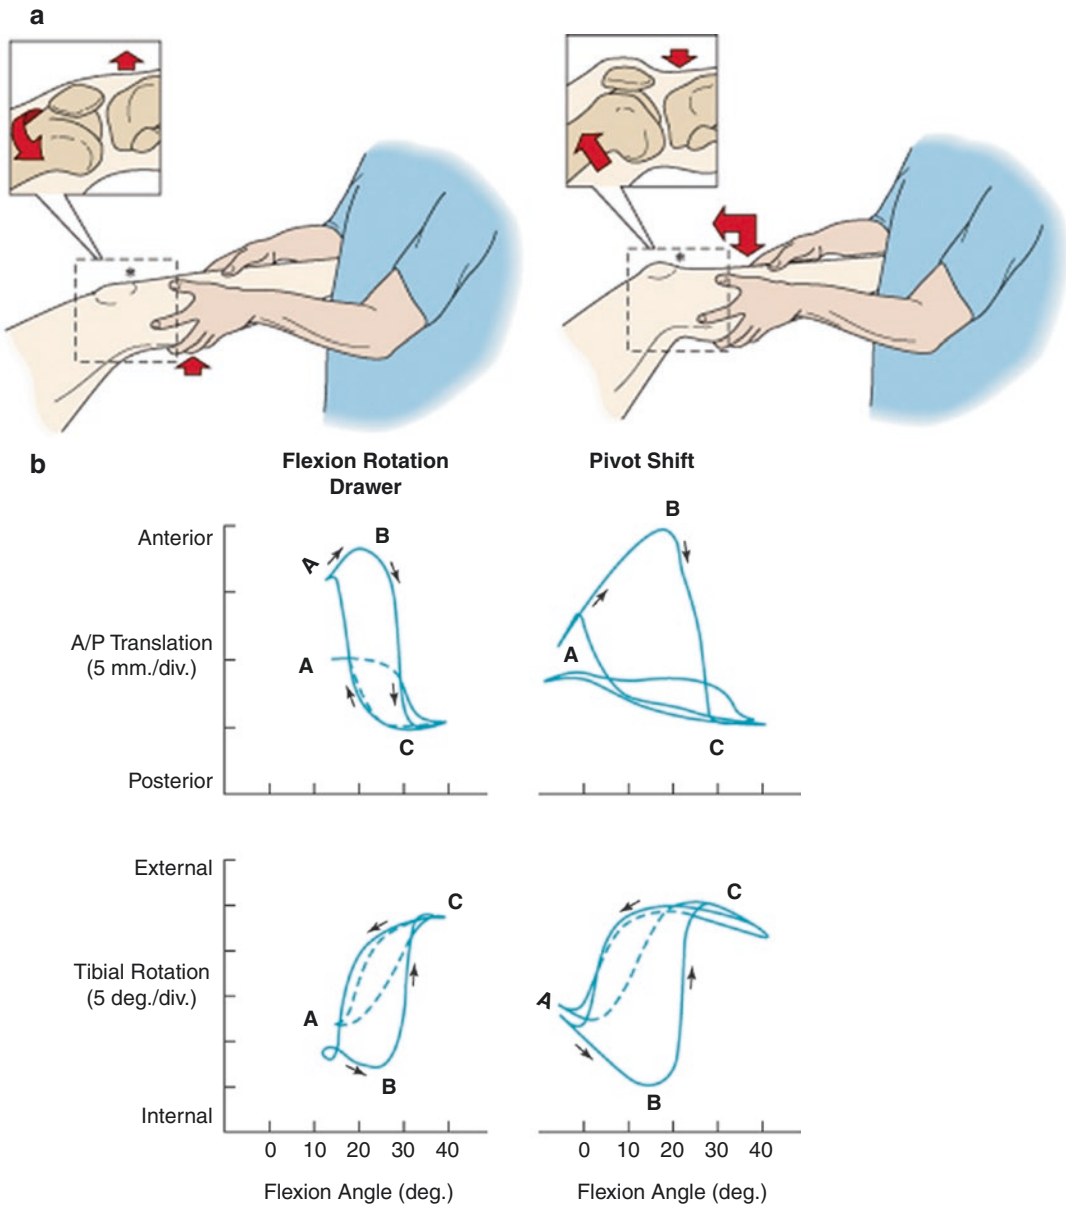 a
*
*
b
Flexion Rotation
Drawer
Pivot Shift
Anterior
A/P Translation
(5 mm./div.)
Posterior
A
B
A
C
B
A
C
External
Tibial Rotation
(5 deg./div.)
Internal
C
A
B
C
A
B
0 10 20 30 40
0 10 20 30 40
Flexion Angle (deg.)
Flexion Angle (deg.)